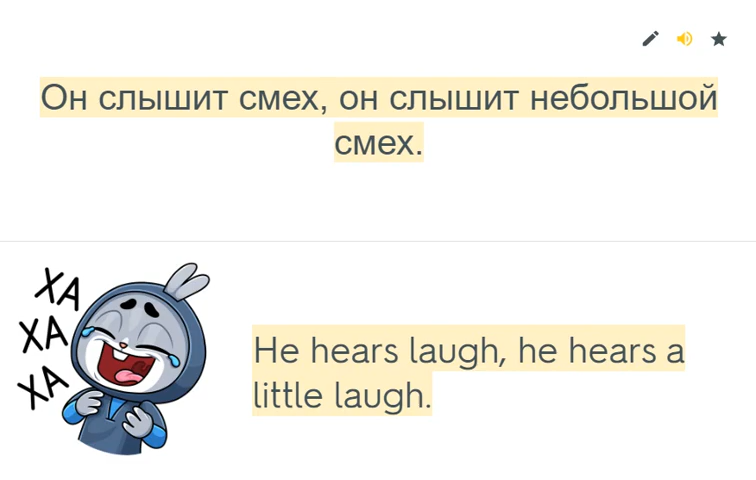 Он слышит смех, он слышит небольшой
смех.
ХА
ХА
ХА
He hears laugh, he hears a
little laugh.